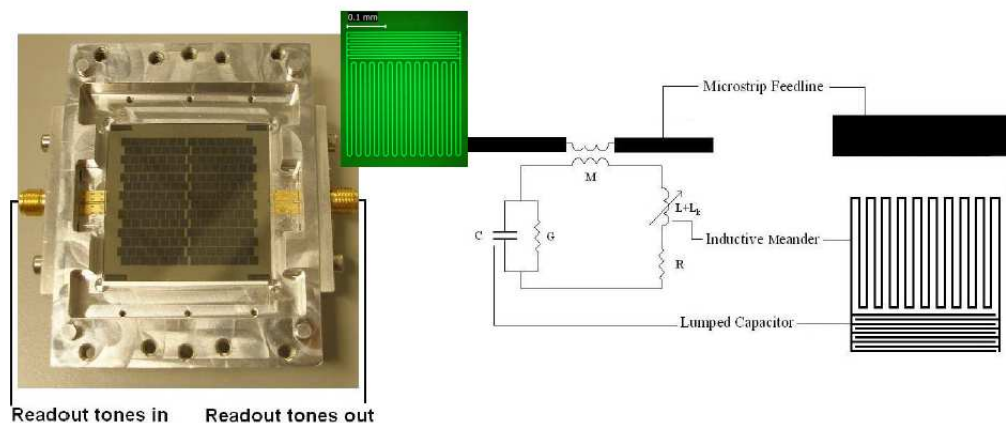 0.1 mm
Microstrip Feedline
M
C
G
L+Lk
R
Inductive Meander
Lumped Capacitor
Readout tones in
Readout tones out